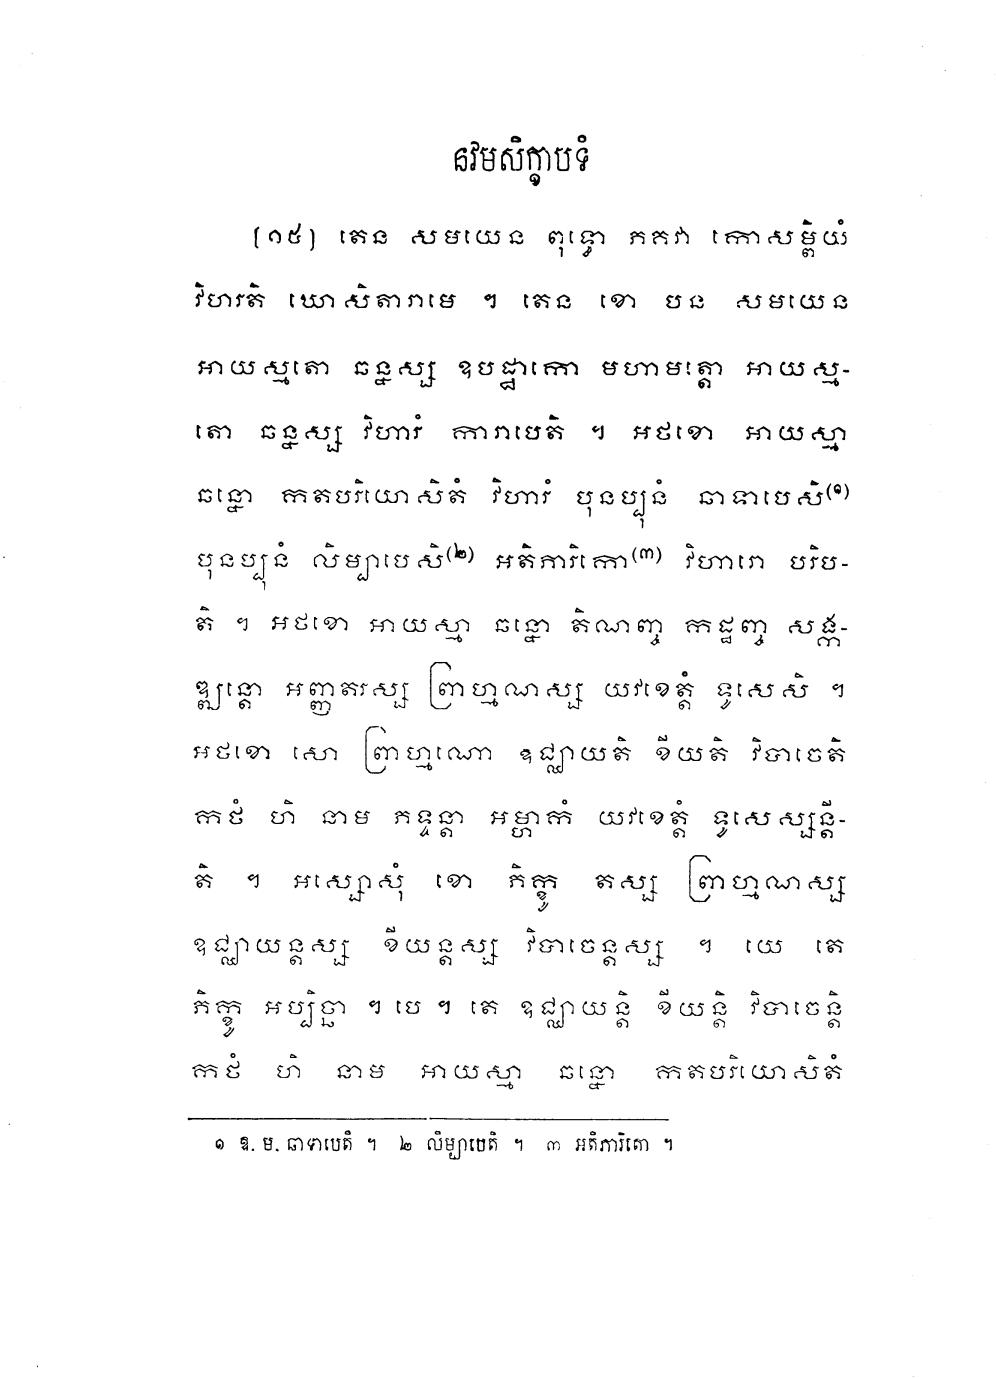 នវមសិក្ខាបទំ
[១៥] តេន សមយេន ពុទ្ធោ ភគវា កោសម្ពិយំ
វិហរតិ ឃោសិតារាមេ ។ តេន ខោ បន សមយេន
អាយស្មតោ ឆន្នស្ស ឧបដ្ឋាកោ មហាមត្តោ អាយស្ម-
តោ ឆន្នស្ស វិហារំ ការាបេតិ ។ អថខោ អាយស្មា
ឆន្នោ កតបរិយោសិតំ វិហារំ បុនប្បុនំ ឆាទាបេសិ(១)
បុនប្បុនំ លិម្បាបេសិ(២) អតិភារិកោ(៣) វិហារោ បរិប-
តិ ។ អថខោ អាយស្មា ឆន្នោ តិណញ្ច កដ្ឋញ្ច សង្ក-
ឌ្ឍន្តោ អញ្ញតរស្ស ព្រាហ្មណស្ស យវខេត្តំ ទូសេសិ ។
អថខោ សោ ព្រាហ្មណោ ឧជ្ឈាយតិ ខីយតិ វិបាចេតិ
កថំ ហិ នាម ភទ្ទន្តា អម្ហាកំ យវខេត្តំ ទូសេស្សន្តី-
តិ ។ អស្សោសុំ ខោ ភិក្ខូ តស្ស ព្រាហ្មណស្ស
ឧជ្ឈាយន្តស្ស ខីយន្តស្ស វិបាចេន្តស្ស ។ យេ តេ
ភិក្ខូ អប្បិច្ឆា ។ បេ ។ តេ ឧជ្ឈាយន្តិ ខីយន្តិ វិបាចេន្តិ
កថំ ហិ នាម អាយស្មា ឆន្នោ កតបរិយោសិតំ
១ ឱ. ម. ឆាទាបេតិ ។ ២ លិម្បាបេតិ ។ ៣ អតិភារិតោ ។